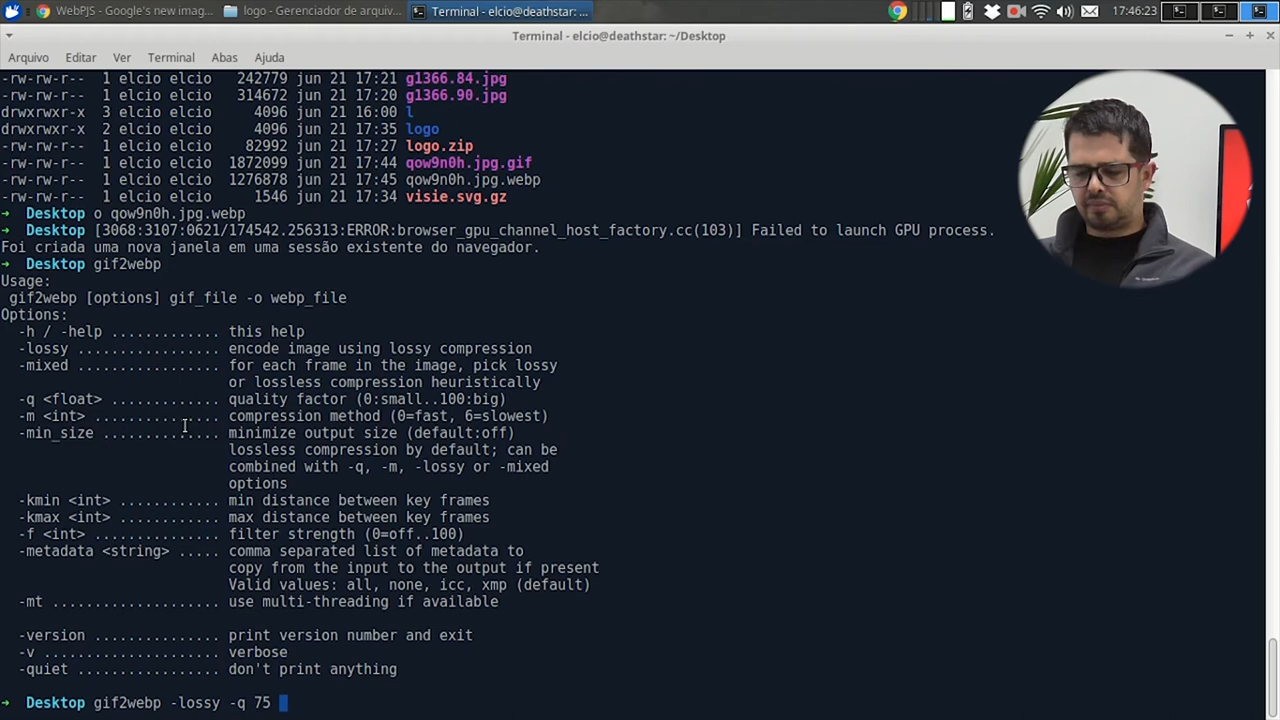 WebPJS - Google's new imag...
logo - Gerenciador de arquiv...
Terminal - elcio@deathstar: ...
17:46:23
Terminal - elcio@deathstar: ~/Desktop
Arquivo Editar Ver Terminal Abas Ajuda
-rw-rw-r-- 1 elcio elcio 242779 jun 21 17:21 g1366.84.jpg
-rw-rw-r-- 1 elcio elcio 314672 jun 21 17:20 g1366.90.jpg
drwxrwxr-x 3 elcio elcio 4096 jun 21 16:00 l
drwxrwxr-x 2 elcio elcio 4096 jun 21 17:35 logo
-rw-rw-r-- 1 elcio elcio 82992 jun 21 17:27 logo.zip
-rw-rw-r-- 1 elcio elcio 1872099 jun 21 17:44 qow9n0h.jpg.gif
-rw-rw-r-- 1 elcio elcio 1276878 jun 21 17:45 qow9n0h.jpg.webp
-rw-rw-r-- 1 elcio elcio 1546 jun 21 17:34 visie.svg.gz
➜ Desktop o qow9n0h.jpg.webp
➜ Desktop [3068:3107:0621/174542.256313:ERROR:browser_gpu_channel_host_factory.cc(103)] Failed to launch GPU process.
Foi criada uma nova janela em uma sessão existente do navegador.
➜ Desktop gif2webp
Usage:
gif2webp [options] gif_file -o webp_file
Options:
-h / -help ............. this help
-lossy ................. encode image using lossy compression
-mixed ................. for each frame in the image, pick lossy
or lossless compression heuristically
-q <float> ............. quality factor (0:small..100:big)
-m <int> ............... compression method (0=fast, 6=slowest)
-min_size .............. minimize output size (default:off)
lossless compression by default; can be
combined with -q, -m, -lossy or -mixed
options
-kmin <int> ............ min distance between key frames
-kmax <int> ............ max distance between key frames
-f <int> ............... filter strength (0=off..100)
-metadata <string> ..... comma separated list of metadata to
copy from the input to the output if present
Valid values: all, none, icc, xmp (default)
-mt .................... use multi-threading if available
-version ............... print version number and exit
-v ..................... verbose
-quiet ................. don't print anything
➜ Desktop gif2webp -lossy -q 75